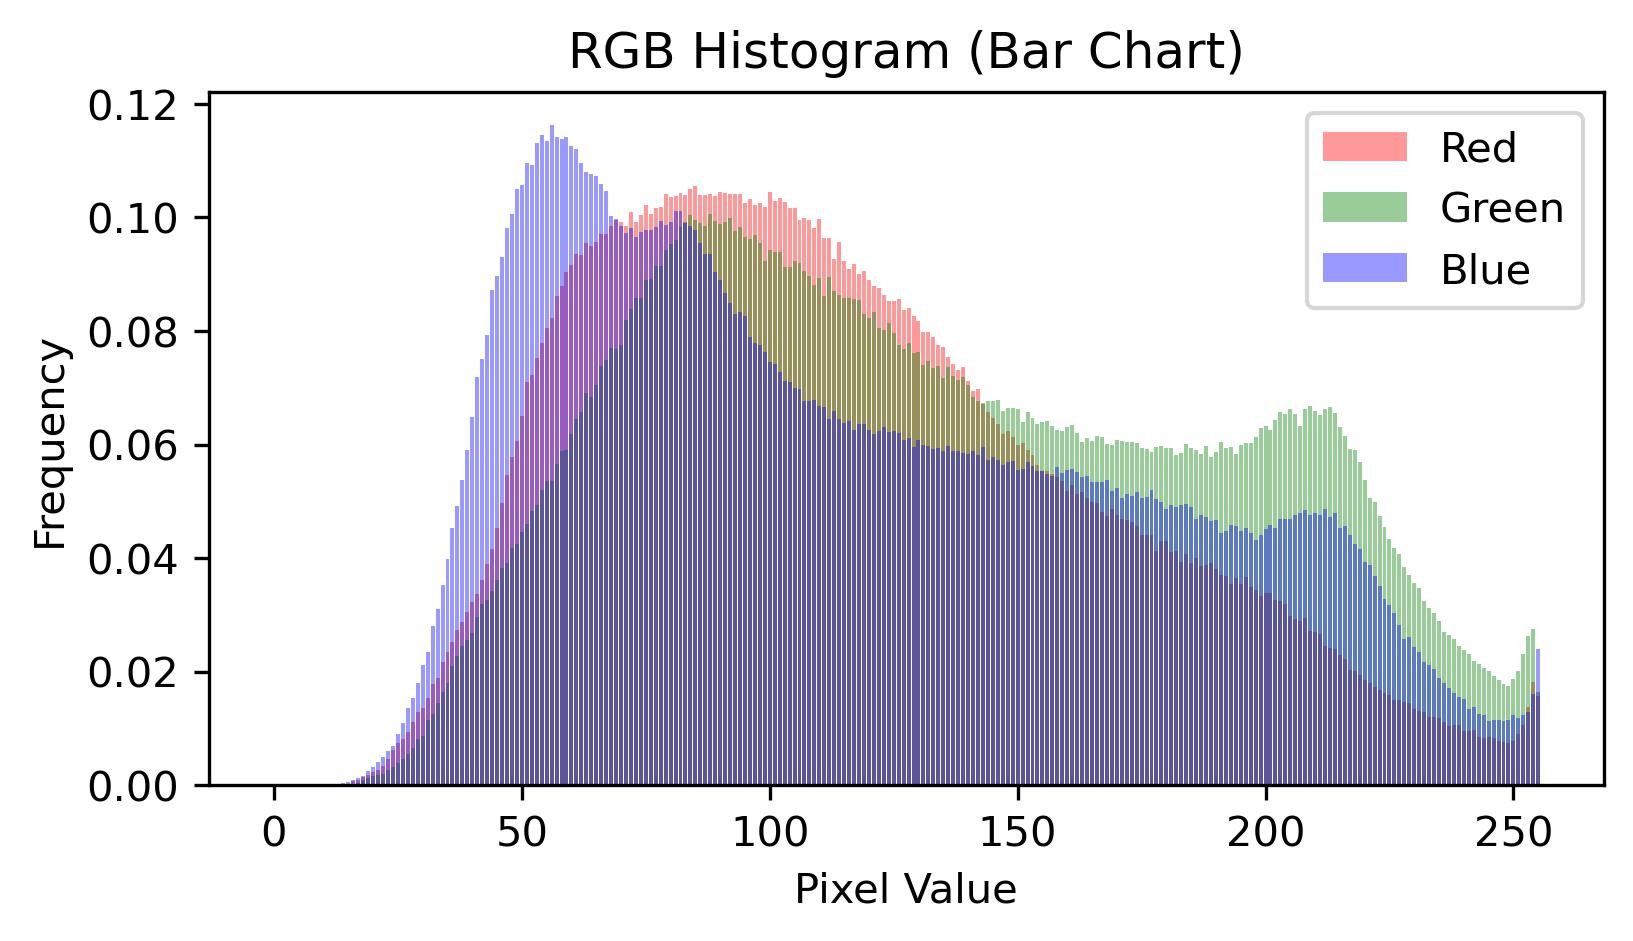 RGB Histogram (Bar Chart)
0.12
0.10
0.08
0.06
0.04
0.02
0.00
Frequency
Red
Green
Blue
0 50 100 150 200 250
Pixel Value